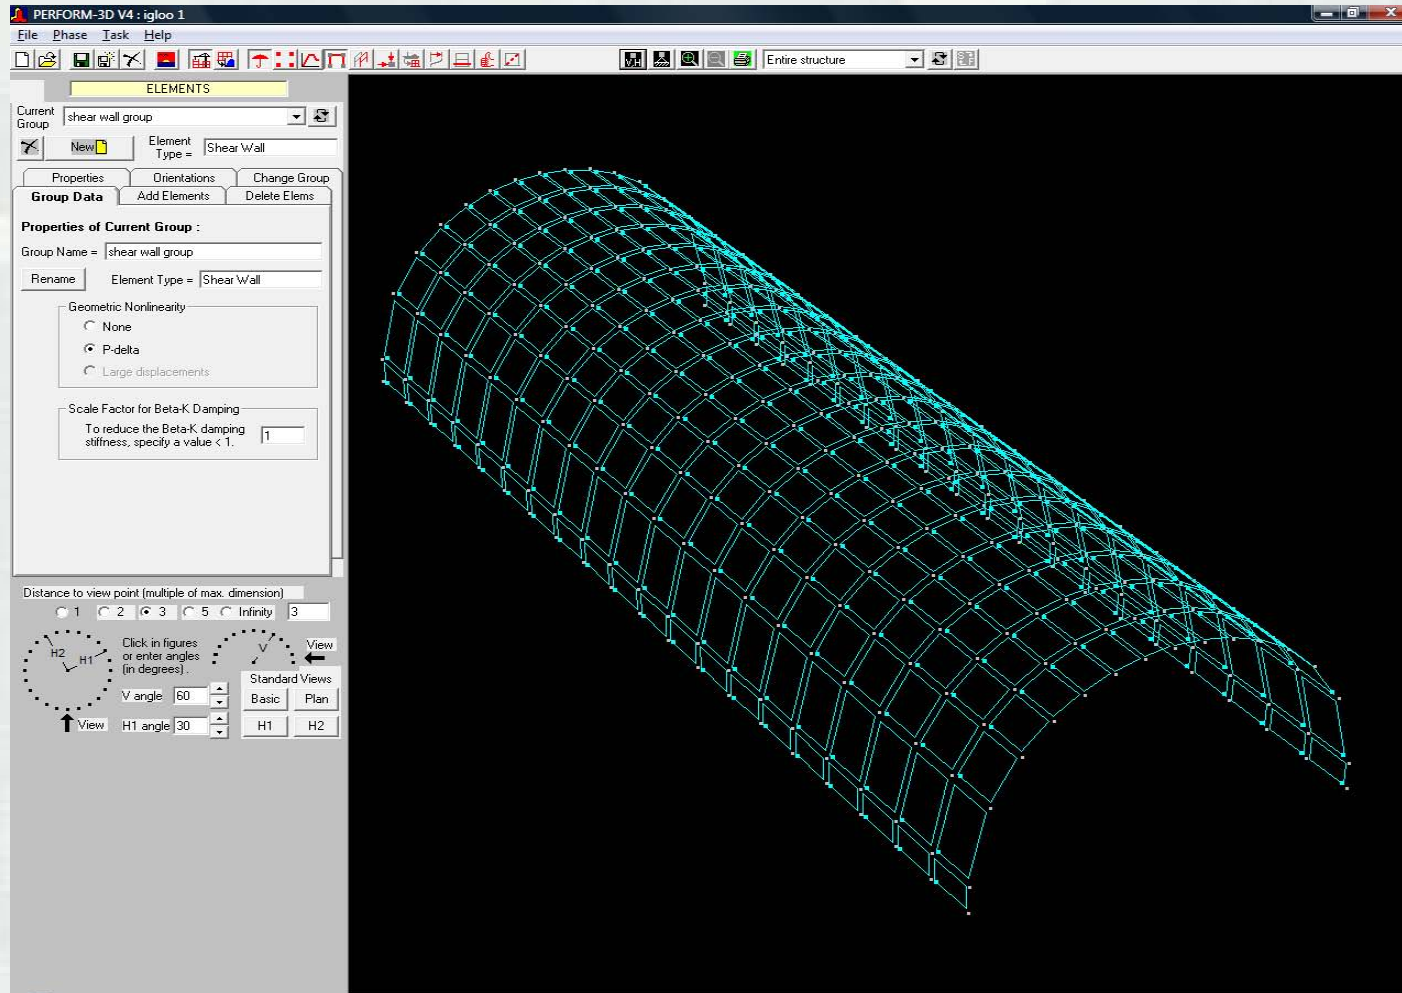 PERFORM-3D V4 : igloo 1
File Phase Task Help
Entire structure
ELEMENTS
Current Group shear wall group
New Element Type = Shear Wall
Properties Orientations Change Group
Group Data Add Elements Delete Elems
Properties of Current Group :
Group Name = shear wall group
Rename Element Type = Shear Wall
Geometric Nonlinearity
None
P-delta
Large displacements
Scale Factor for Beta-K Damping
To reduce the Beta-K damping
stiffness, specify a value < 1.
1
Distance to view point (multiple of max. dimension)
1 2 3 5 Infinity 3
H2 H1
Click in figures
or enter angles
(in degrees) .
V
View
Standard Views
V angle 60
Basic Plan
View
H1 angle 30
H1 H2